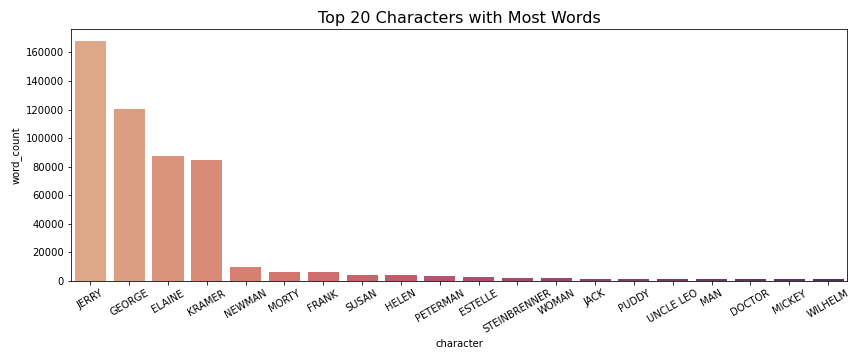 Top 20 Characters with Most Words
word_count
160000
140000
120000
100000
80000
60000
40000
20000
0
JERRY
GEORGE
ELAINE
KRAMER
NEWMAN
MORTY
FRANK
SUSAN
HELEN
PETERMAN
ESTELLE
STEINBRENNER
WOMAN
JACK
PUDDY
UNCLE LEO
MAN
DOCTOR
MICKEY
WILHELM
character